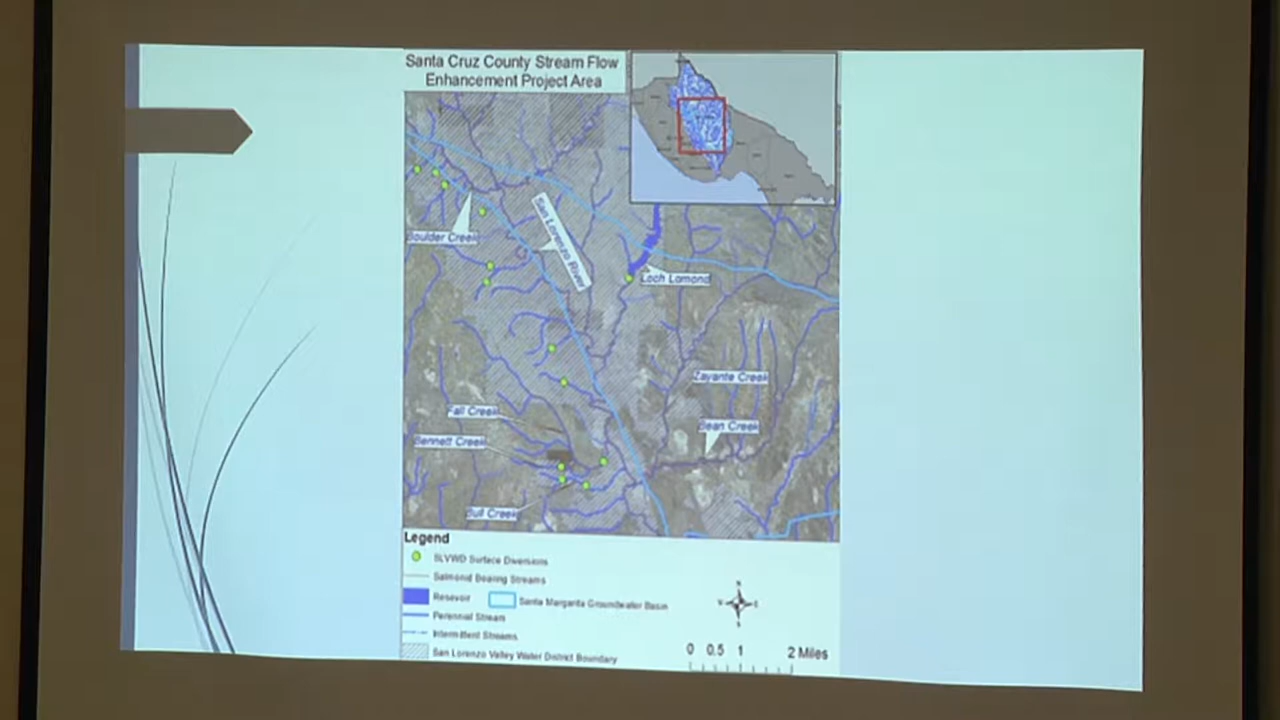 Santa Cruz County Stream Flow
Enhancement Project Area
Boulder Creek
San Lorenzo River
Loch Lomond
Zayante Creek
Fall Creek
Bean Creek
Bennett Creek
Bull Creek
Legend
SLVWD Surface Diversions
Salmonid Bearing Streams
Resevoir
Santa Margarita Groundwater Basin
Perennial Stream
Intermittent Streams
San Lorenzo Valley Water District Boundary
0 0.5 1 2 Miles